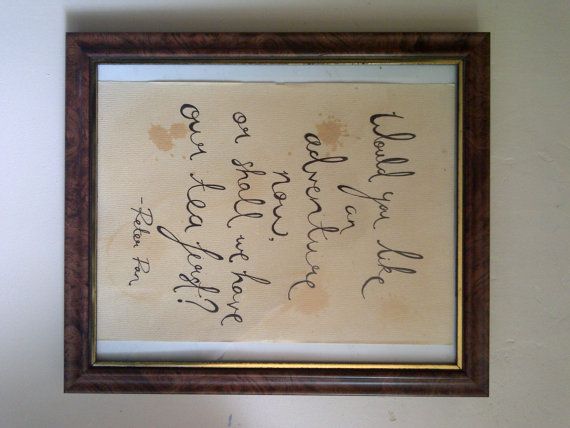 Would you like
an
adventure
now,
or shall we have
our tea first?
-Peter Pan